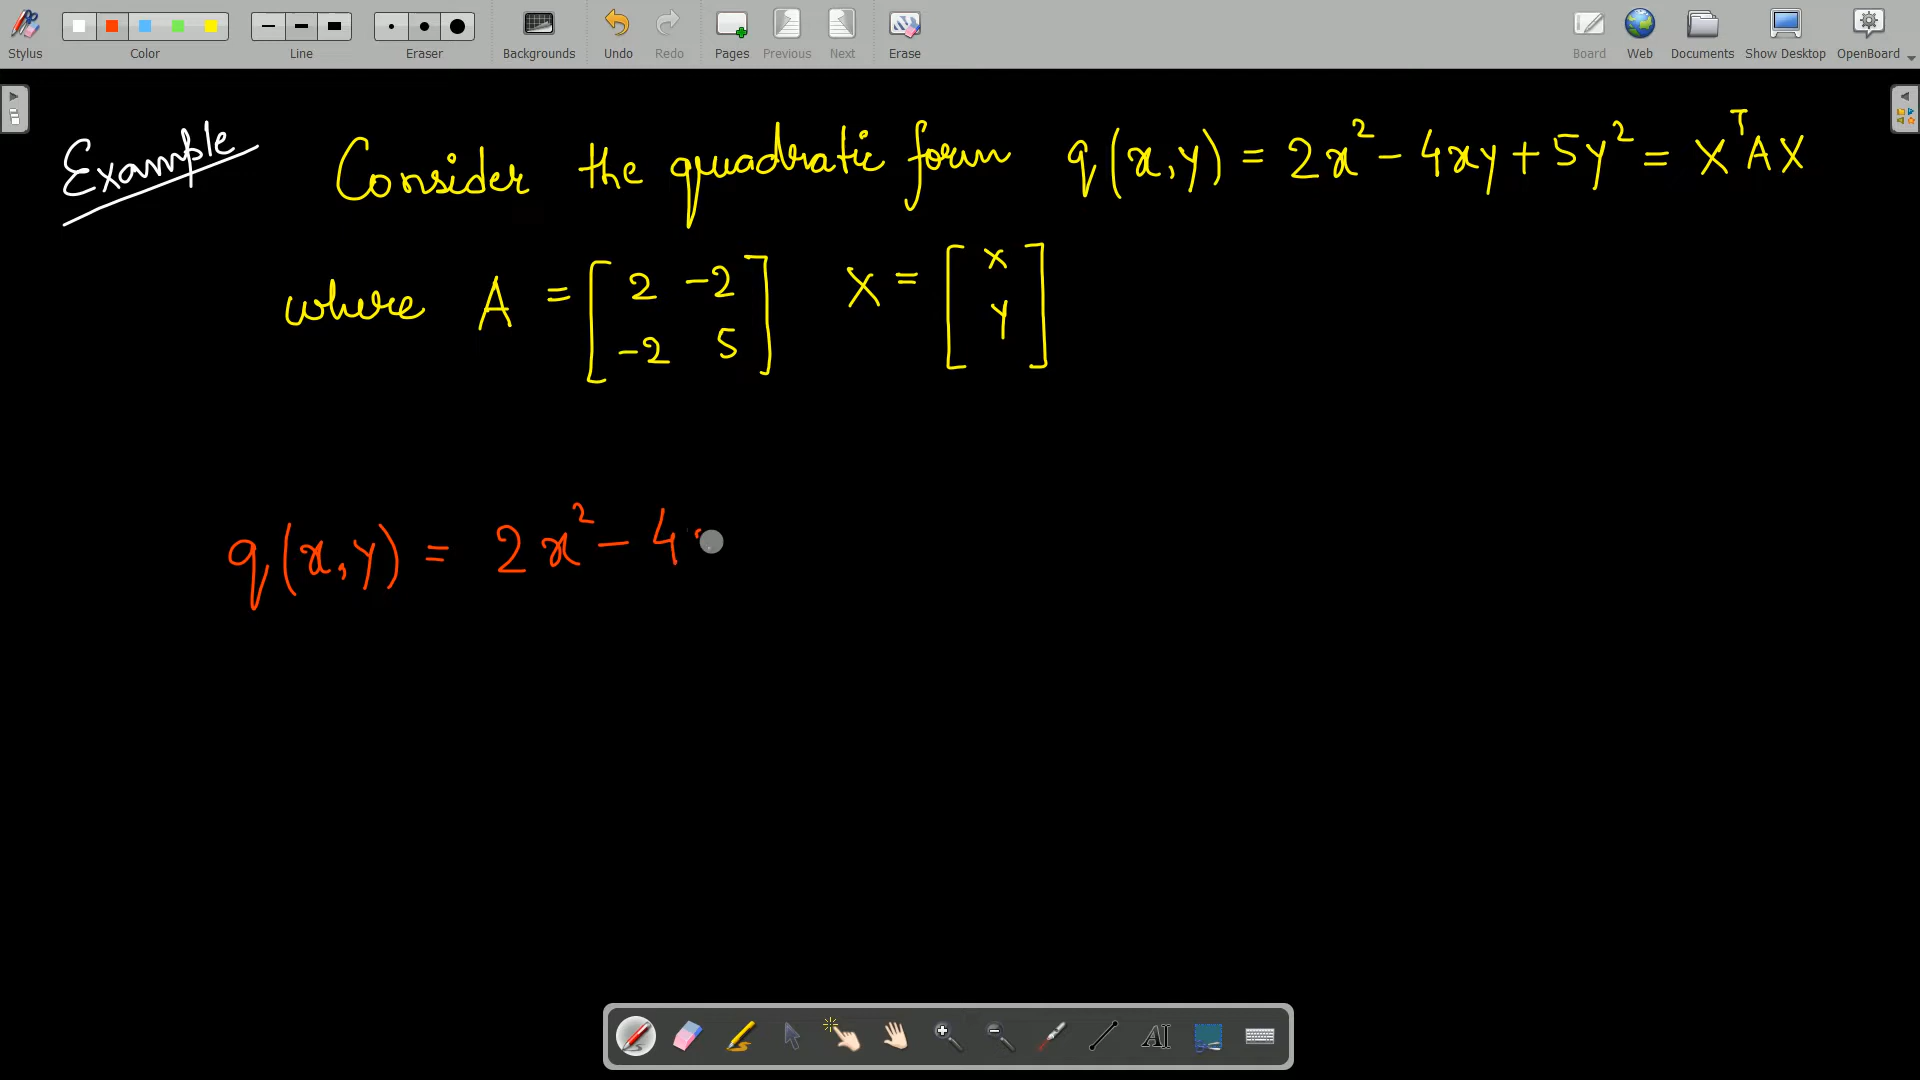 Stylus Color Line Eraser Backgrounds Undo Redo Pages Previous Next Erase Board Web Documents Show Desktop OpenBoard
Example Consider the quadratic form q(x,y) = 2x² - 4xy + 5y² = XᵀAX
where A = [2 -2
-2 5] X = [x
y]
q(x,y) = 2x² - 4
AI